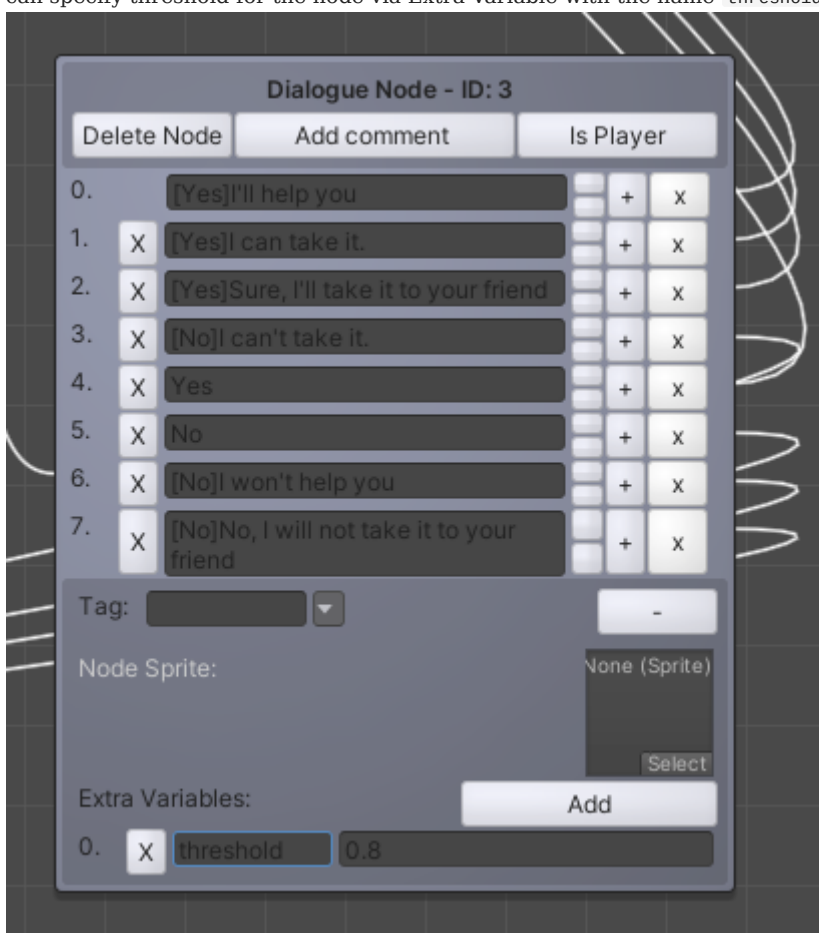 can specify threshold for the node via Extra Variable with the name threshold
Dialogue Node - ID: 3
Delete Node Add comment Is Player
0. [Yes]I'll help you + x
1. X [Yes]I can take it. + x
2. X [Yes]Sure, I'll take it to your friend + x
3. X [No]I can't take it. + x
4. X Yes + x
5. X No + x
6. X [No]I won't help you + x
7. X [No]No, I will not take it to your
friend + x
Tag: -
Node Sprite: None (Sprite)
Select
Extra Variables: Add
0. X threshold 0.8